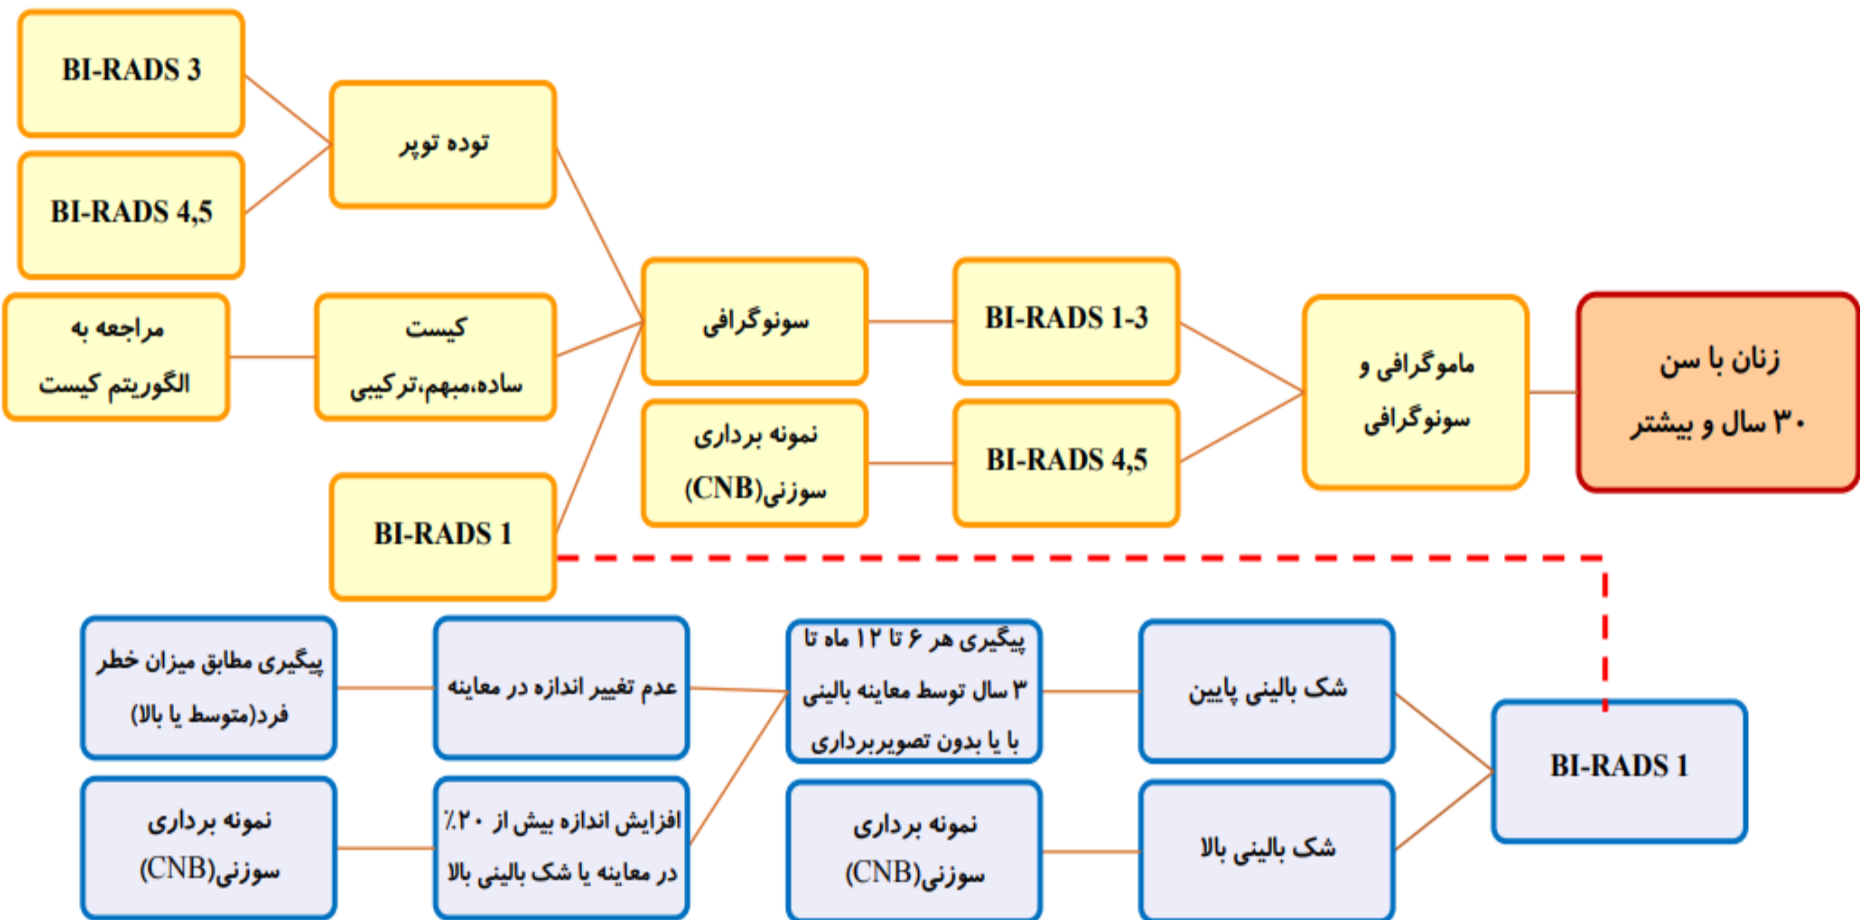 زنان با سن
۳۰ سال و بیشتر
ماموگرافی و
سونوگرافی
BI-RADS 1-3
BI-RADS 4,5
سونوگرافی
نمونه برداری
سوزنی(CNB)
توده توپر
کیست
ساده،مبهم،ترکیبی
BI-RADS 1
BI-RADS 3
BI-RADS 4,5
مراجعه به
الگوریتم کیست
BI-RADS 1
شک بالینی پایین
شک بالینی بالا
پیگیری هر ۶ تا ۱۲ ماه تا
۳ سال توسط معاینه بالینی
با یا بدون تصویربرداری
نمونه برداری
سوزنی(CNB)
عدم تغییر اندازه در معاینه
افزایش اندازه بیش از ۲۰٪
در معاینه یا شک بالینی بالا
پیگیری مطابق میزان خطر
فرد(متوسط یا بالا)
نمونه برداری
سوزنی(CNB)